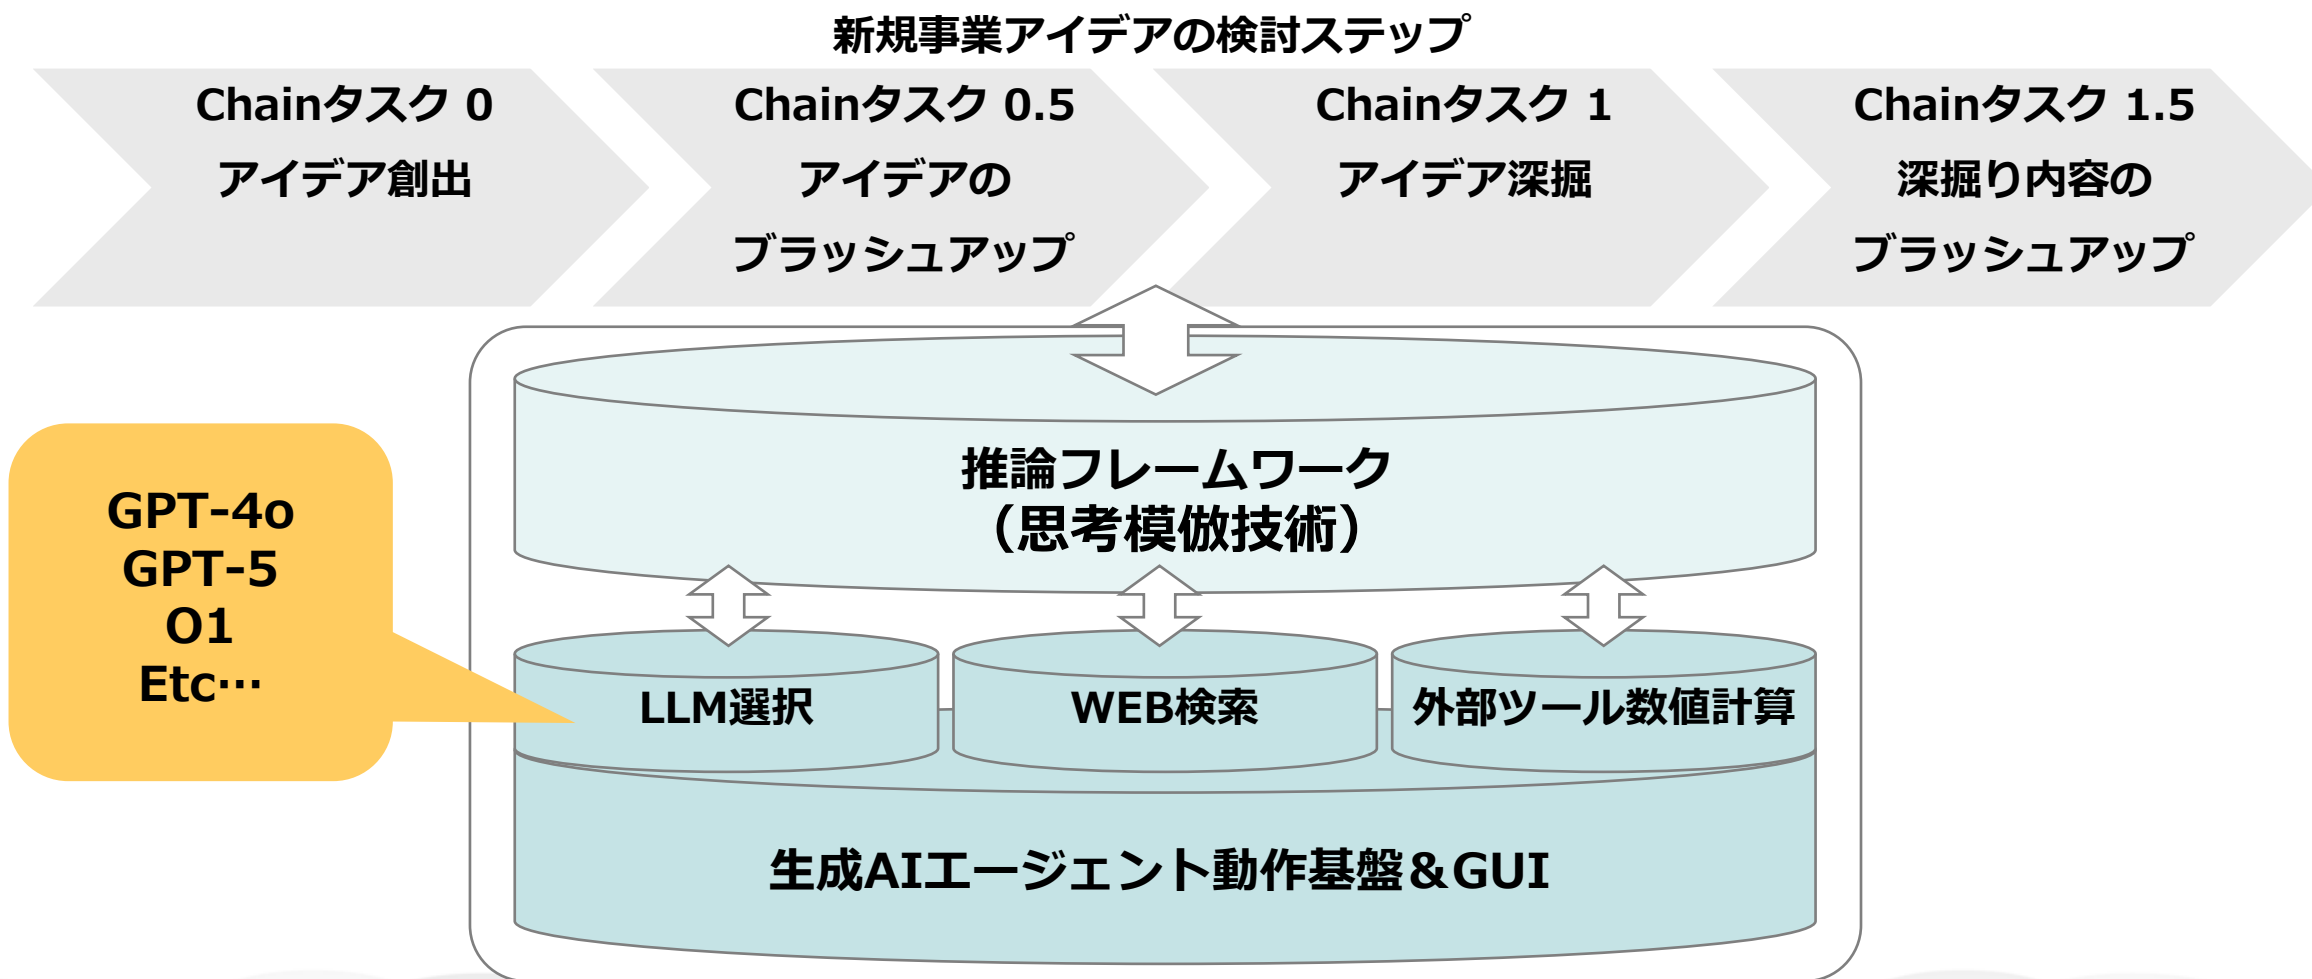 新規事業アイデアの検討ステップ
Chainタスク 0
アイデア創出
Chainタスク 0.5
アイデアの
ブラッシュアップ
Chainタスク 1
アイデア深掘
Chainタスク 1.5
深掘り内容の
ブラッシュアップ
推論フレームワーク
（思考模倣技術）
GPT-4o
GPT-5
O1
Etc…
LLM選択
WEB検索
外部ツール数値計算
生成AIエージェント動作基盤＆GUI